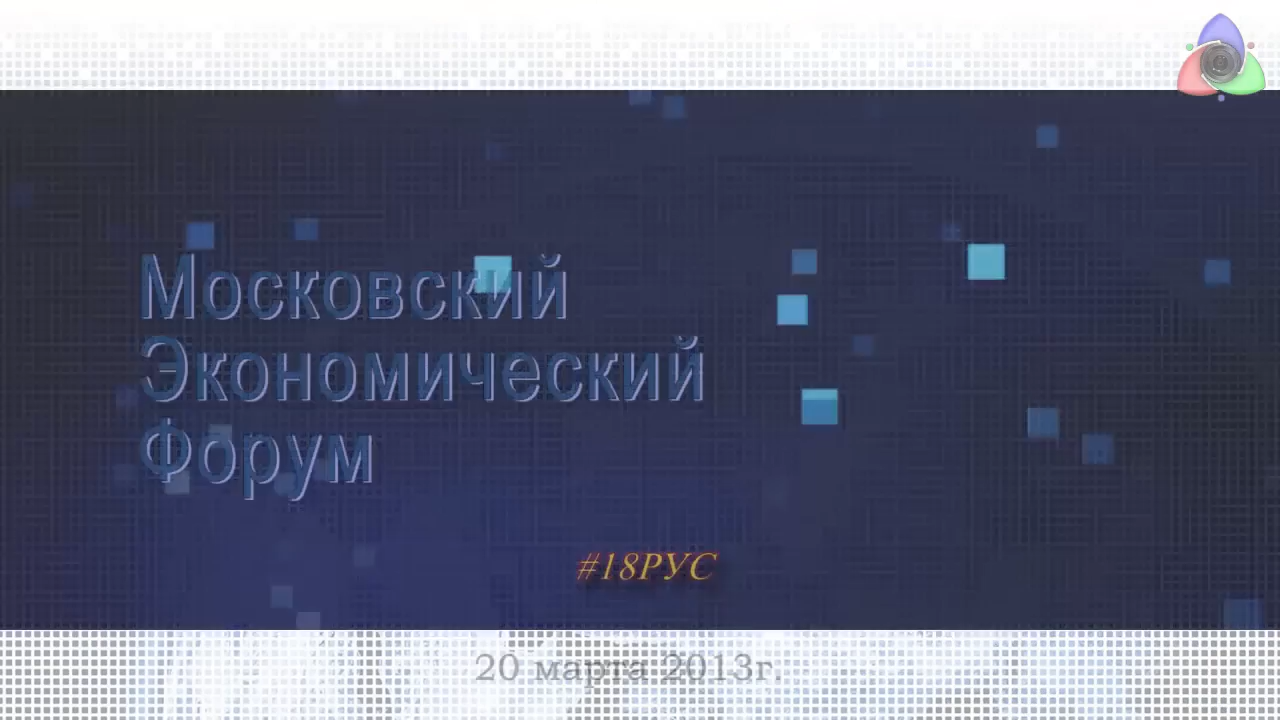 Московский
Экономический
Форум
#18РУС
20 марта 2013г.